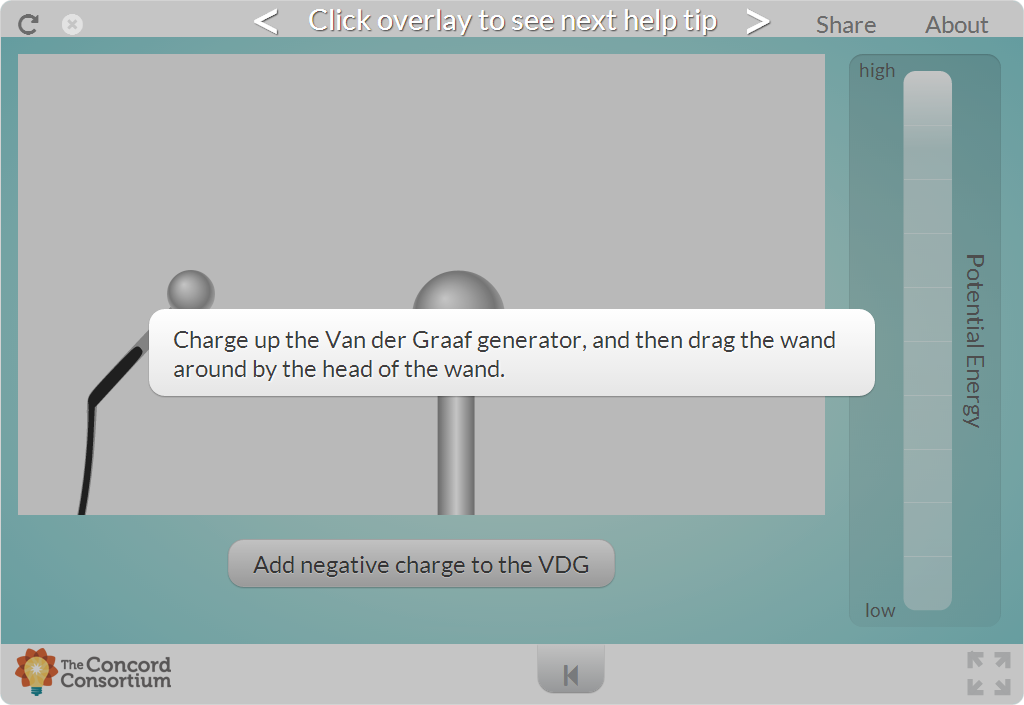 < Click overlay to see next help tip >
Share
About
high
Potential Energy
low
Charge up the Van der Graaf generator, and then drag the wand
around by the head of the wand.
Add negative charge to the VDG
The Concord
Consortium